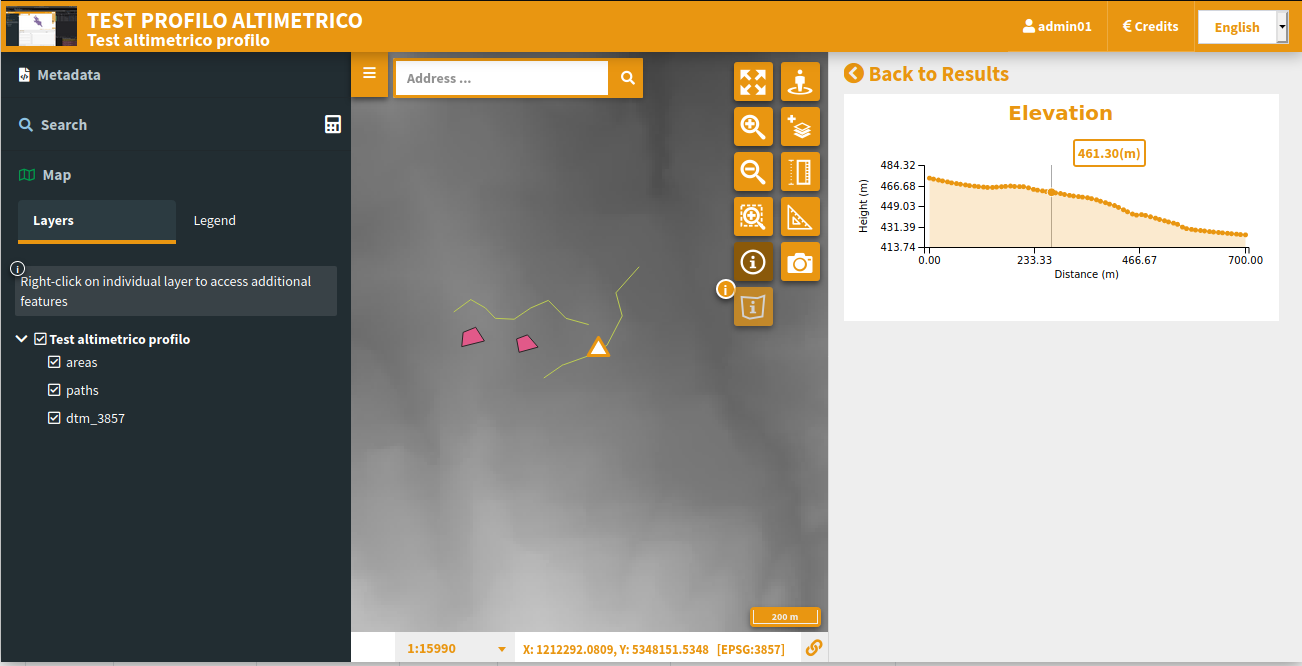 TEST PROFILO ALTIMETRICO
Test altimetrico profilo
admin01
€ Credits
English
Metadata
Search
Map
Layers
Legend
Right-click on individual layer to access additional
features
Test altimetrico profilo
areas
paths
dtm_3857
Address ...
200 m
1:15990
X: 1212292.0809, Y: 5348151.5348 [EPSG:3857]
Back to Results
Elevation
461.30(m)
484.32
466.68
449.03
431.39
413.74
Height (m)
0.00
233.33
466.67
700.00
Distance (m)